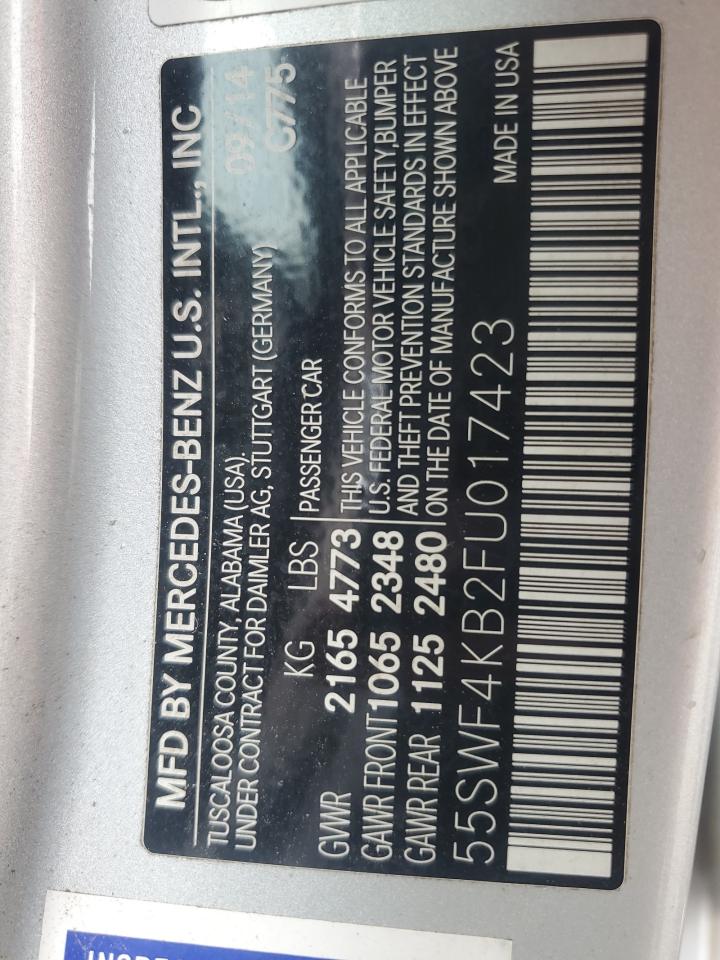 MFD BY MERCEDES-BENZ U.S. INTL., INC
TUSCALOOSA COUNTY, ALABAMA (USA). 09/14
UNDER CONTRACT FOR DAIMLER AG, STUTTGART (GERMANY) C775
KG LBS PASSENGER CAR
GVWR 2165 4773 THIS VEHICLE CONFORMS TO ALL APPLICABLE
GAWR FRONT 1065 2348 U.S. FEDERAL MOTOR VEHICLE SAFETY, BUMPER
AND THEFT PREVENTION STANDARDS IN EFFECT
GAWR REAR 1125 2480 ON THE DATE OF MANUFACTURE SHOWN ABOVE
55SWF4KB2FU017423 MADE IN USA